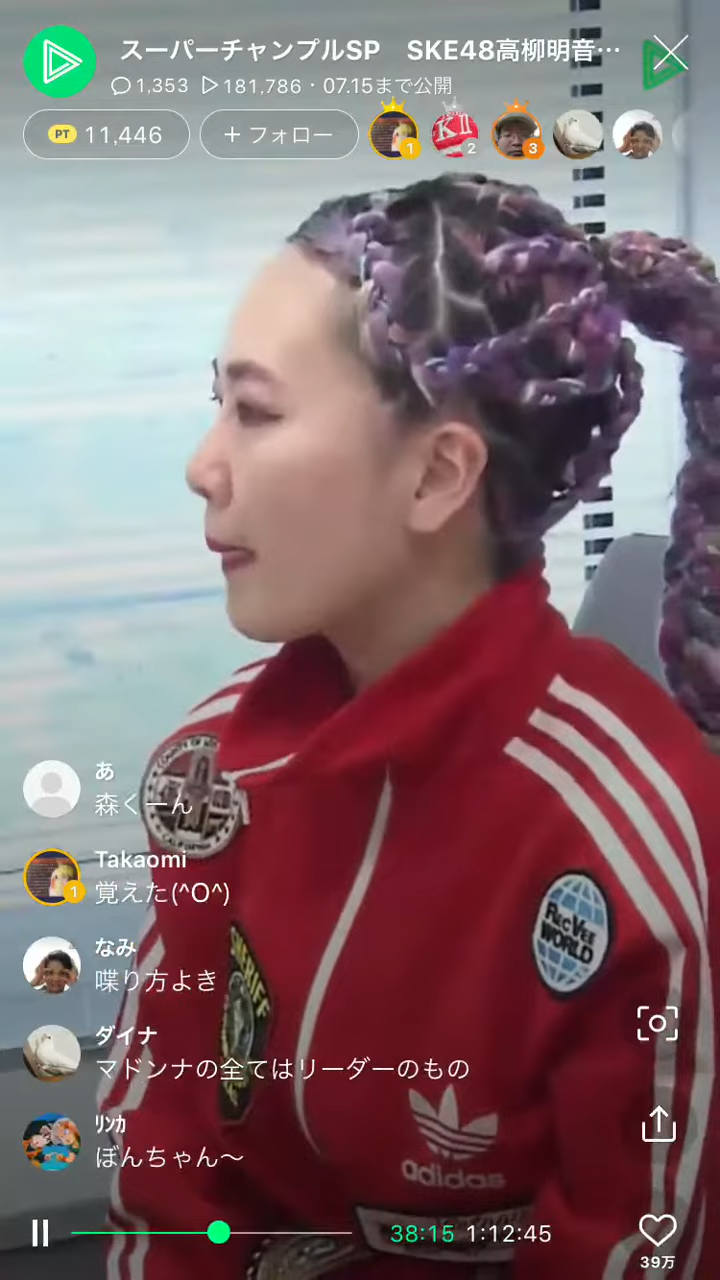 スーパーチャンプルSP　SKE48高柳明音…
1,353 181,786・07.15まで公開
PT 11,446
+ フォロー
KII
1
2
3
あ
森くーん
Takaomi
1
覚えた(^O^)
なみ
喋り方よき
ダイナ
マドンナの全てはリーダーのもの
ﾘﾝｶ
ぼんちゃん〜
CALIFORNIA
SHERIFF
RECVEE
WORLD
adidas
38:15 1:12:45
39万